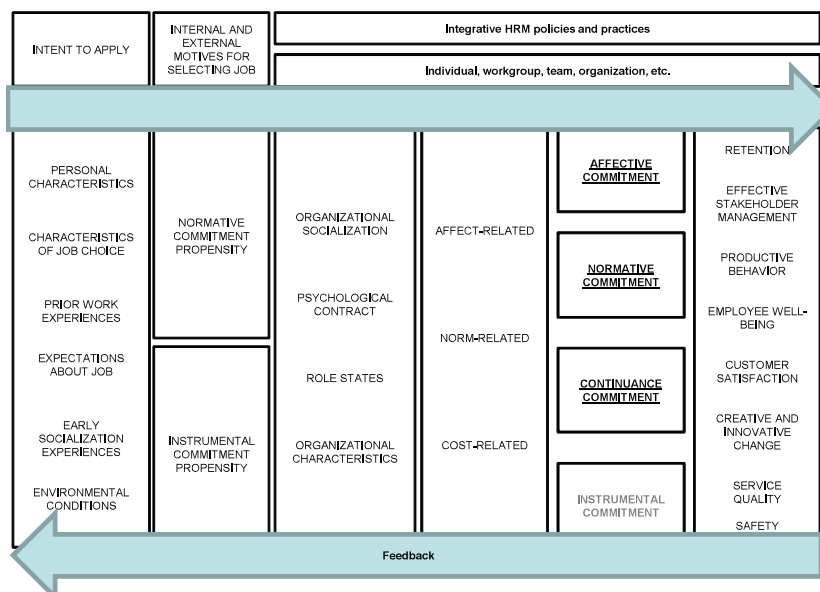 INTENT TO APPLY
INTERNAL AND
EXTERNAL
MOTIVES FOR
SELECTING JOB
Integrative HRM policies and practices
Individual, workgroup, team, organization, etc.
PERSONAL
CHARACTERISTICS
CHARACTERISTICS
OF JOB CHOICE
PRIOR WORK
EXPERIENCES
EXPECTATIONS
ABOUT JOB
EARLY
SOCIALIZATION
EXPERIENCES
ENVIRONMENTAL
CONDITIONS
NORMATIVE
COMMITMENT
PROPENSITY
INSTRUMENTAL
COMMITMENT
PROPENSITY
ORGANIZATIONAL
SOCIALIZATION
PSYCHOLOGICAL
CONTRACT
ROLE STATES
ORGANIZATIONAL
CHARACTERISTICS
AFFECT-RELATED
NORM-RELATED
COST-RELATED
AFFECTIVE
COMMITMENT
NORMATIVE
COMMITMENT
CONTINUANCE
COMMITMENT
INSTRUMENTAL
COMMITMENT
RETENTION
EFFECTIVE
STAKEHOLDER
MANAGEMENT
PRODUCTIVE
BEHAVIOR
EMPLOYEE WELL-
BEING
CUSTOMER
SATISFACTION
CREATIVE AND
INNOVATIVE
CHANGE
SERVICE
QUALITY
SAFETY
Feedback